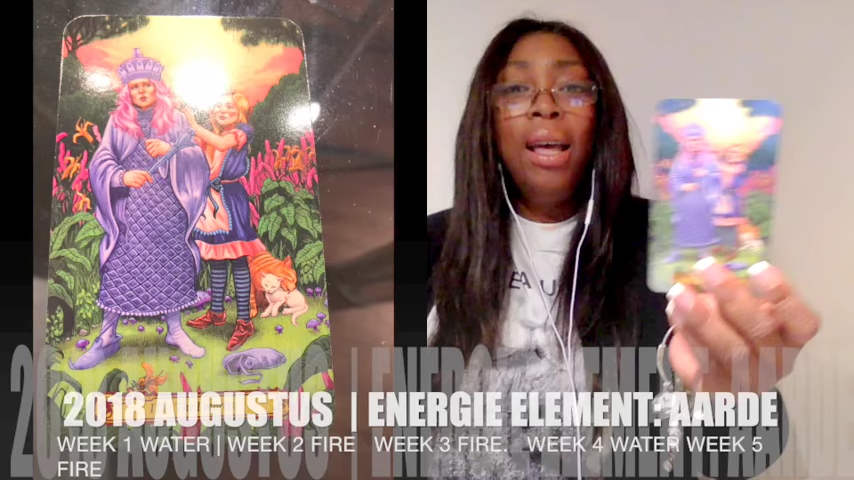 2018 AUGUSTUS | ENERGIE ELEMENT: AARDE
WEEK 1 WATER | WEEK 2 FIRE WEEK 3 FIRE. WEEK 4 WATER WEEK 5
FIRE